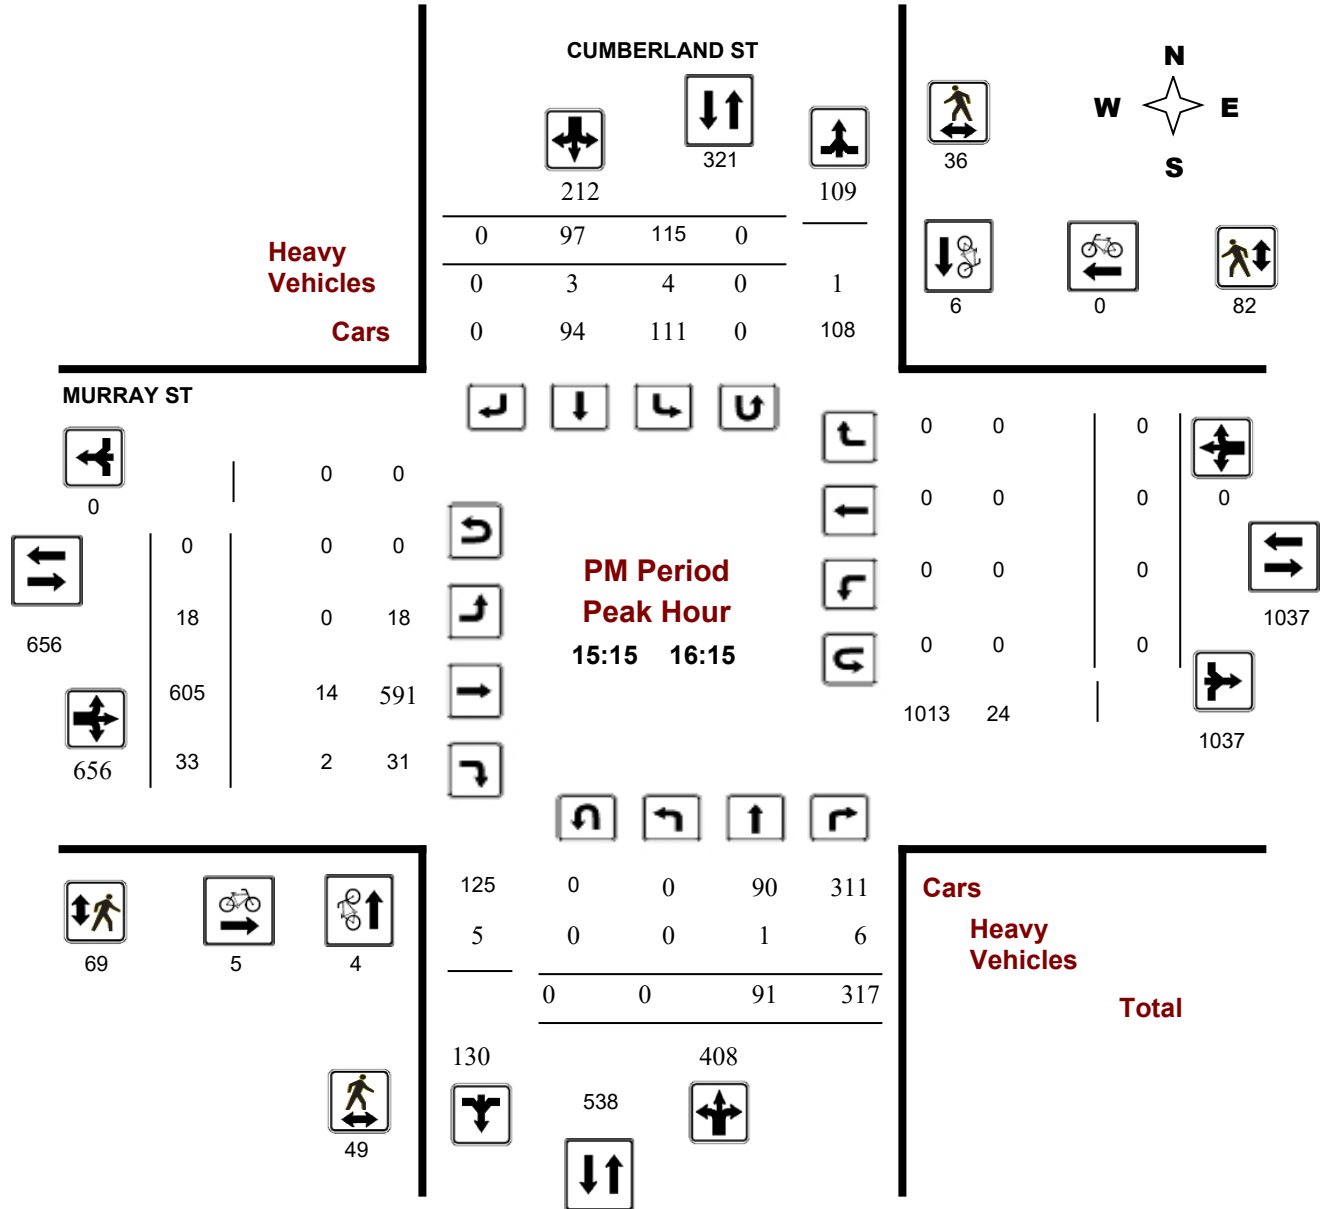 CUMBERLAND ST
N
W E
S
321
36
212 109
0 97 115 0
Heavy
Vehicles 0 3 4 0 1
6 0 82
Cars 0 94 111 0 108
MURRAY ST
0 0 0
0 0
0
0 0 0 0
0 0 0
PM Period
Peak Hour
0 0 0
18 0 18
1037
656
15:15 16:15
0 0 0
605 14 591
1013 24
1037
656 33 2 31
125 0 0 90 311 Cars
5 0 0 1 6 Heavy
Vehicles
69 5 4
0 0 91 317 Total
130 408
538
49